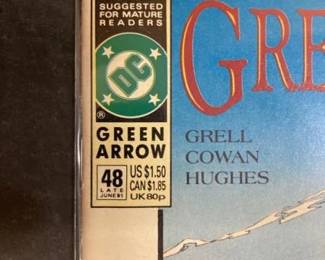 SUGGESTED
FOR MATURE
READERS
DC
®
GREEN
ARROW
48
LATE
JUNE 91
US $1.50
CAN $1.85
UK 80p
GRE
GRELL
COWAN
HUGHES